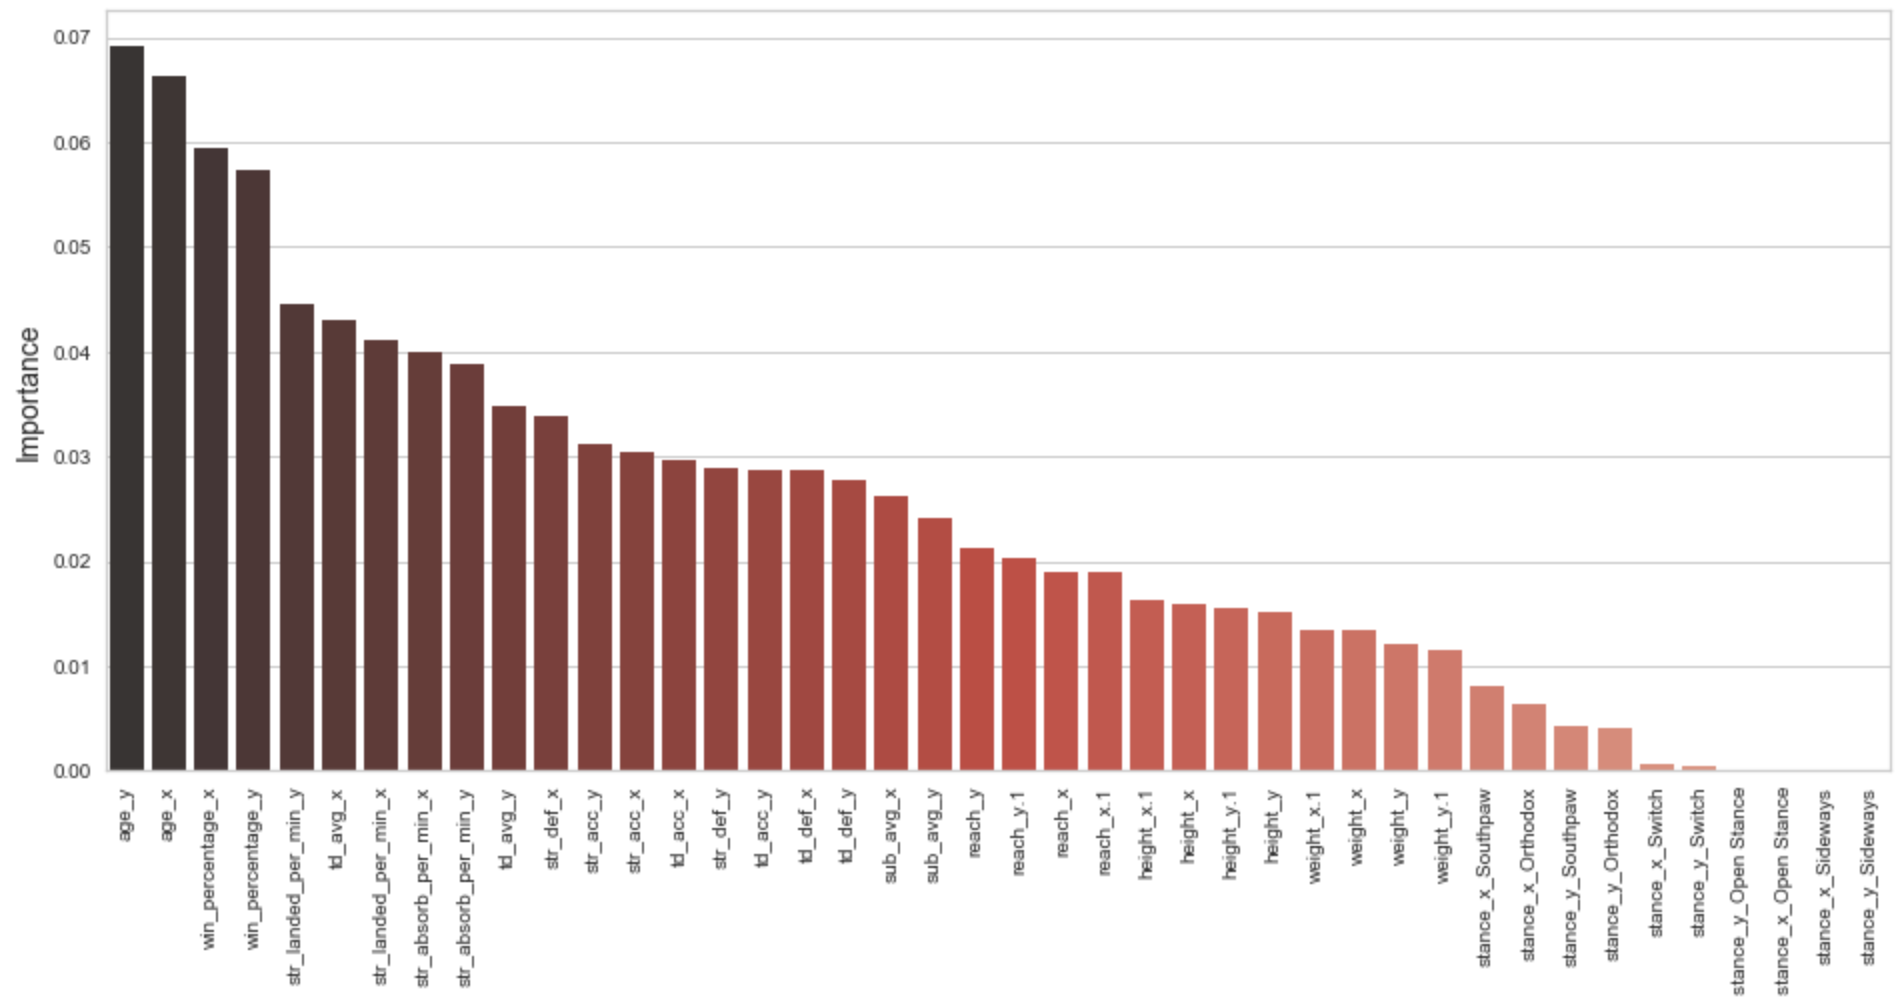 Importance
0.07
0.06
0.05
0.04
0.03
0.02
0.01
0.00
age_y
age_x
win_percentage_x
win_percentage_y
str_landed_per_min_y
td_avg_x
str_landed_per_min_x
str_absorb_per_min_x
str_absorb_per_min_y
td_avg_y
str_def_x
str_acc_y
str_acc_x
td_acc_x
str_def_y
td_acc_y
td_def_x
td_def_y
sub_avg_x
sub_avg_y
reach_y
reach_y.1
reach_x
reach_x.1
height_x.1
height_x
height_y.1
height_y
weight_x.1
weight_x
weight_y
weight_y.1
stance_x_Southpaw
stance_x_Orthodox
stance_y_Southpaw
stance_y_Orthodox
stance_x_Switch
stance_y_Switch
stance_y_Open Stance
stance_x_Open Stance
stance_x_Sideways
stance_y_Sideways